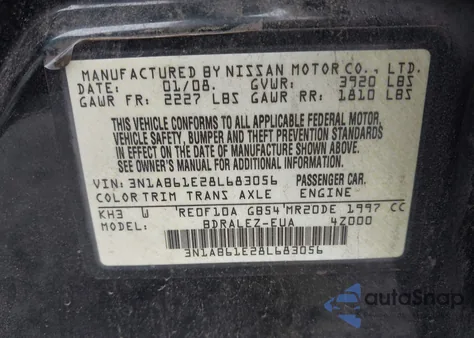 MANUFACTURED BY NISSAN MOTOR CO., LTD.
DATE: 01/08. GVWR: 3920 LBS
GAWR FR: 2227 LBS GAWR RR: 1810 LBS
THIS VEHICLE CONFORMS TO ALL APPLICABLE FEDERAL MOTOR
VEHICLE SAFETY, BUMPER AND THEFT PREVENTION STANDARDS
IN EFFECT ON THE DATE OF MANUFACTURE SHOWN ABOVE.
SEE OWNER'S MANUAL FOR ADDITIONAL INFORMATION.
VIN: 3N1AB61E28L683056 PASSENGER CAR.
COLOR TRIM TRANS AXLE ENGINE
KH3 W 'RE0F10A GB54'MR20DE 1997 CC
MODEL: BDRALEZ-EUA 4Z000
3N1AB61E28L683056
autoSnap